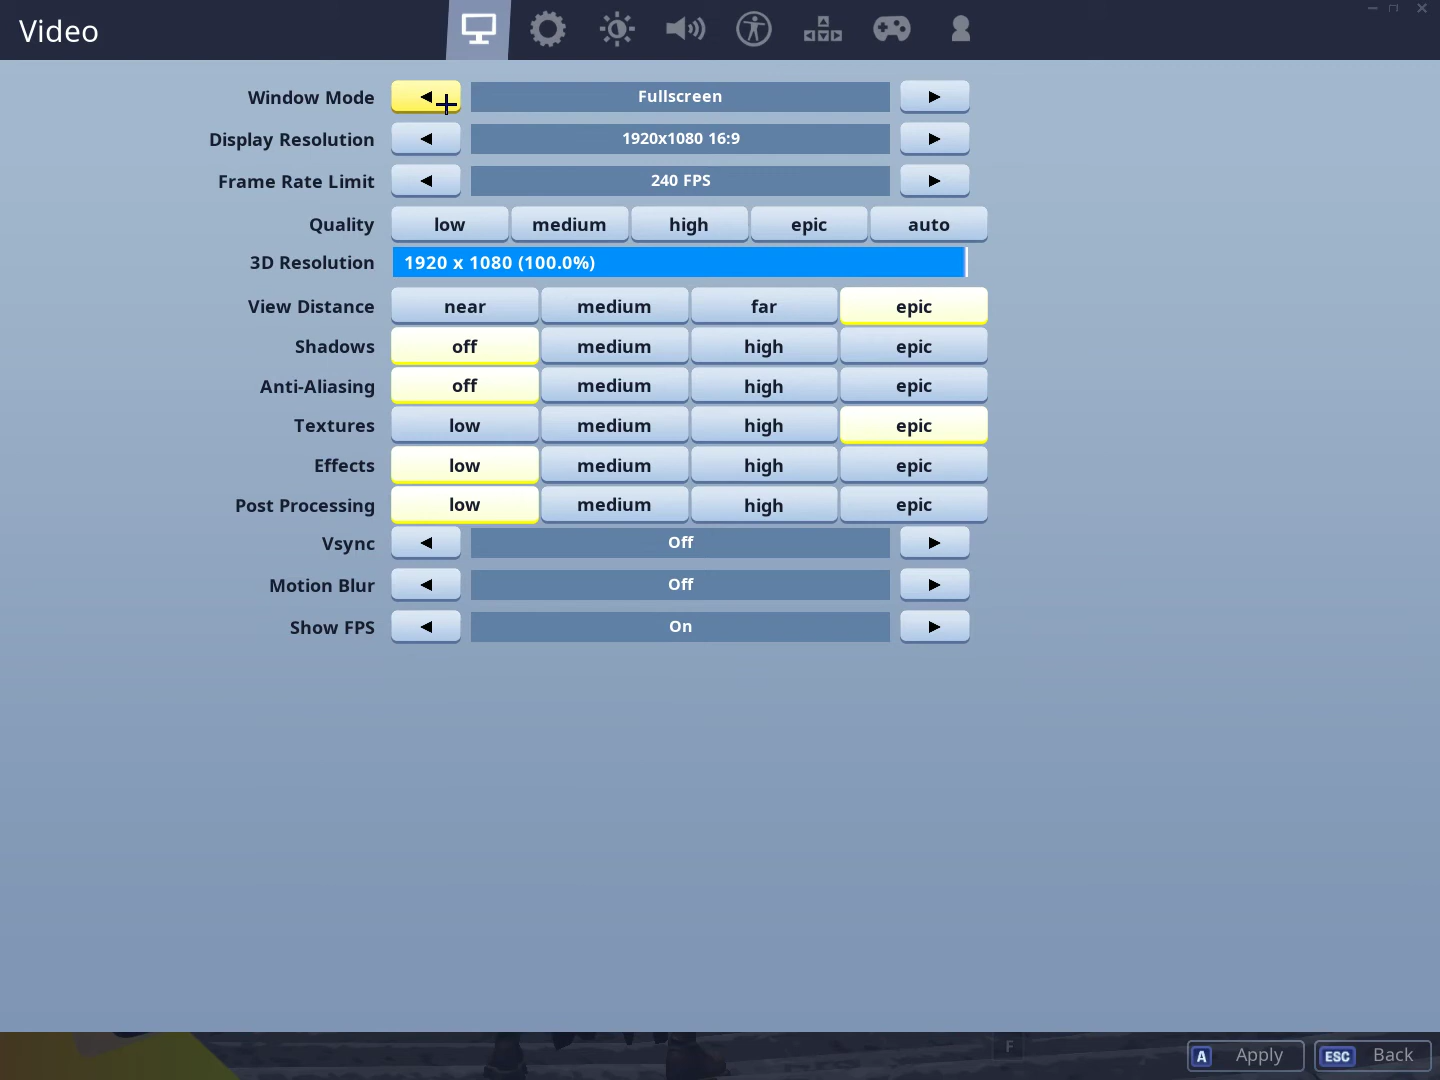 Video
Window Mode Fullscreen
Display Resolution 1920x1080 16:9
Frame Rate Limit 240 FPS
Quality low medium high epic auto
3D Resolution 1920 x 1080 (100.0%)
View Distance near medium far epic
Shadows off medium high epic
Anti-Aliasing off medium high epic
Textures low medium high epic
Effects low medium high epic
Post Processing low medium high epic
Vsync Off
Motion Blur Off
Show FPS On
F
A Apply ESC Back